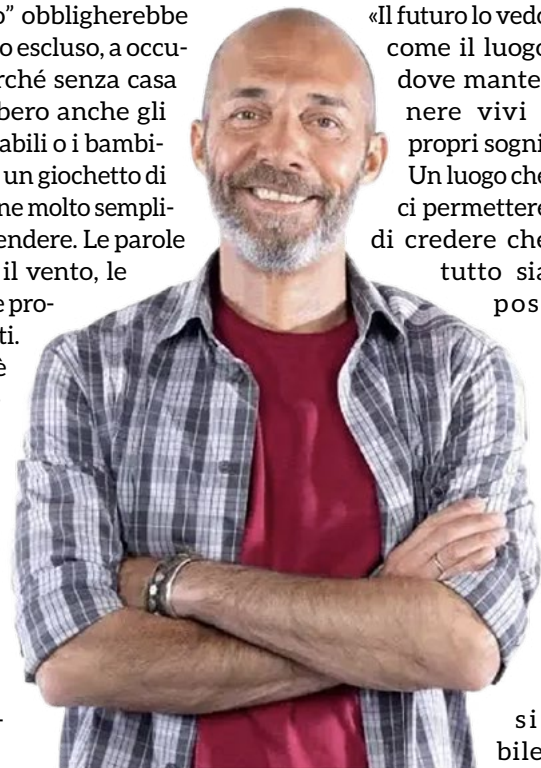 o” obbligherebbe
o escluso, a occu-
rché senza casa
bero anche gli
abili o i bambi-
un giochetto di
ne molto sempli-
endere. Le parole
il vento, le
e pro-
ti.
è
-
«Il futuro lo vedo
come il luogo
dove mante
nere vivi
propri sogni
Un luogo che
ci permettere
di credere che
tutto sia
pos
si
bile